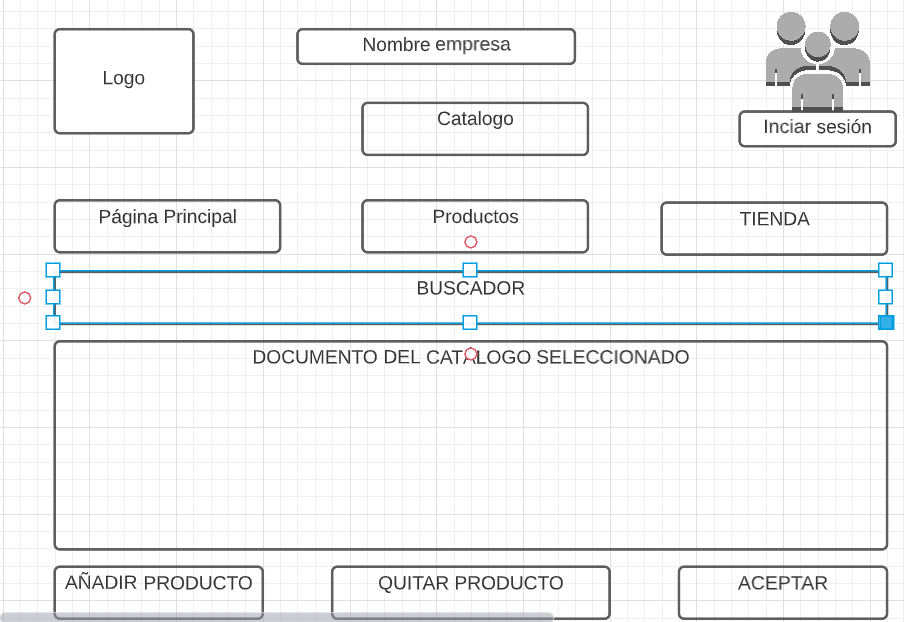 Logo
Nombre empresa
Catalogo
Inciar sesión
Página Principal
Productos
TIENDA
BUSCADOR
DOCUMENTO DEL CATALOGO SELECCIONADO
AÑADIR PRODUCTO
QUITAR PRODUCTO
ACEPTAR